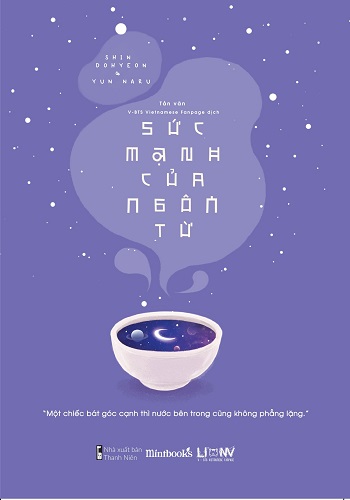 SHIN
DOHYEON
&
YUN NARU
Tản văn
V-BTS Vietnamese Fanpage dịch
SỨC
MẠNH
CỦA
NGÔN
TỪ
"Một chiếc bát góc cạnh thì nước bên trong cũng không phẳng lặng."
Nhà xuất bản
Thanh Niên
Mintbooks